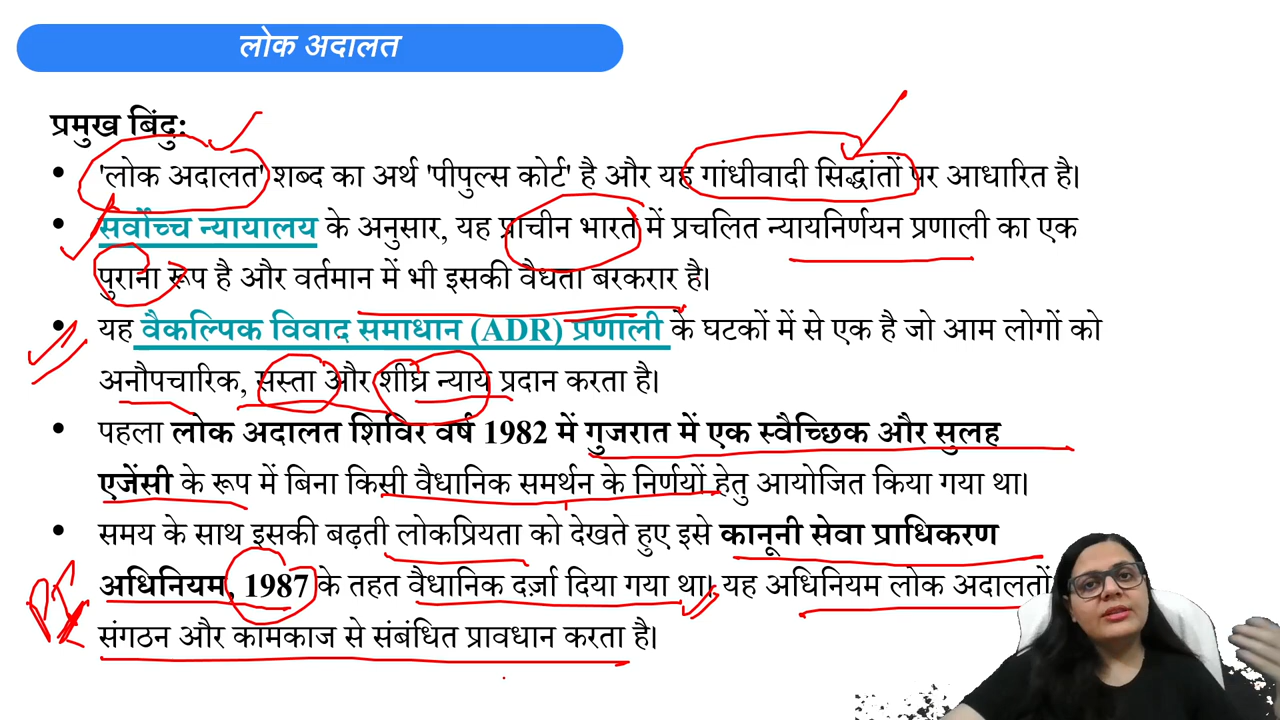 लोक अदालत
प्रमुख बिंदु:
• 'लोक अदालत' शब्द का अर्थ 'पीपुल्स कोर्ट' है और यह गांधीवादी सिद्धांतों पर आधारित है।
• सर्वोच्च न्यायालय के अनुसार, यह प्राचीन भारत में प्रचलित न्यायनिर्णयन प्रणाली का एक
पुराना रूप है और वर्तमान में भी इसकी वैधता बरकरार है।
• यह वैकल्पिक विवाद समाधान (ADR) प्रणाली के घटकों में से एक है जो आम लोगों को
अनौपचारिक, सस्ता और शीघ्र न्याय प्रदान करता है।
• पहला लोक अदालत शिविर वर्ष 1982 में गुजरात में एक स्वैच्छिक और सुलह
एजेंसी के रूप में बिना किसी वैधानिक समर्थन के निर्णयों हेतु आयोजित किया गया था।
• समय के साथ इसकी बढ़ती लोकप्रियता को देखते हुए इसे कानूनी सेवा प्राधिकरण
अधिनियम, 1987 के तहत वैधानिक दर्ज़ा दिया गया था। यह अधिनियम लोक अदालतों
संगठन और कामकाज से संबंधित प्रावधान करता है।